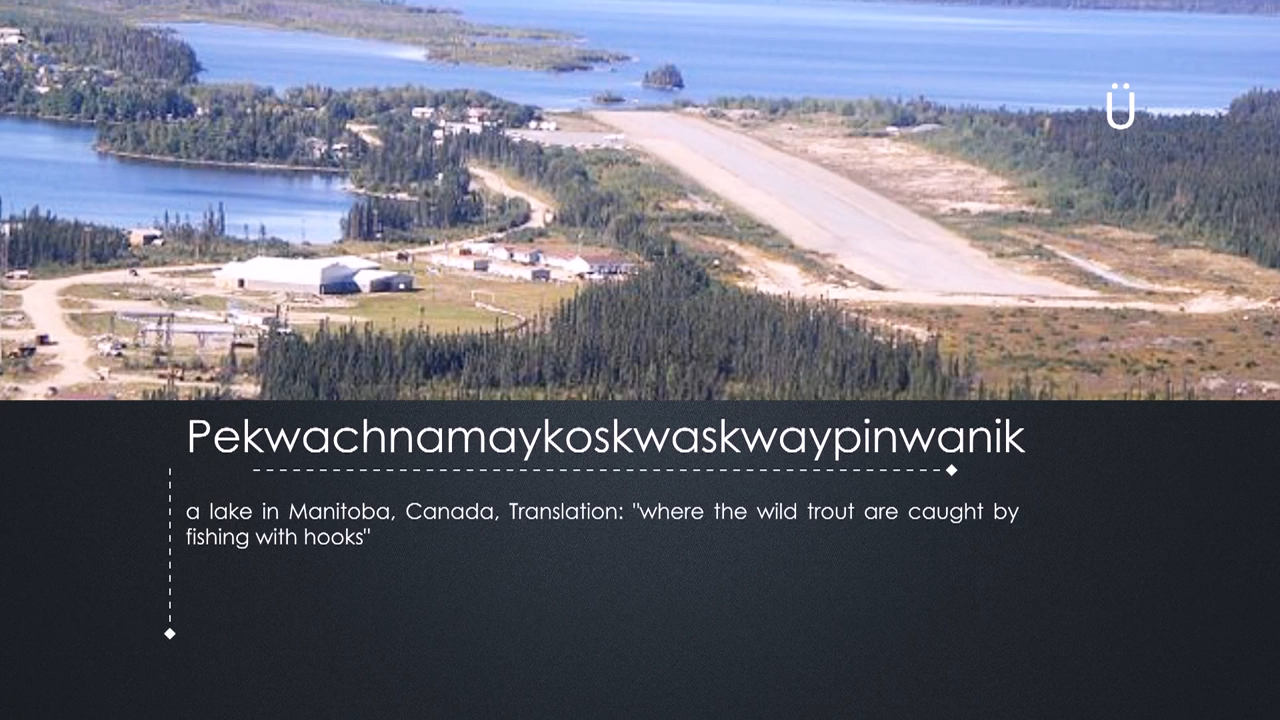 Ü
Pekwachnamaykoskwaskwaypinwanik
a lake in Manitoba, Canada, Translation: "where the wild trout are caught by
fishing with hooks"